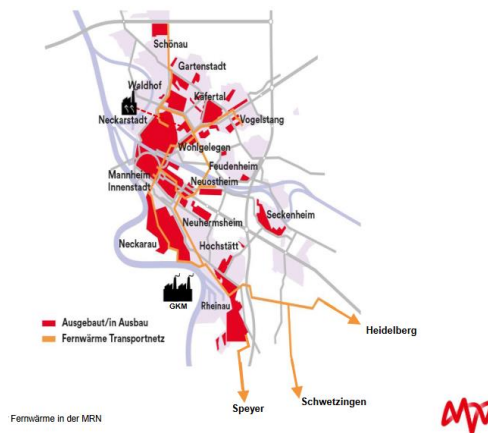 Schönau
Gartenstadt
Waldhof
Käfertal
Neckarstadt
Vogelstang
Wohlgelegen
Feudenheim
Mannheim
Innenstadt
Neuostheim
Seckenheim
Neuhermsheim
Neckarau
Hochstätt
GKM
Rheinau
Ausgebaut/in Ausbau
Fernwärme Transportnetz
Heidelberg
Speyer
Schwetzingen
Fernwärme in der MRN